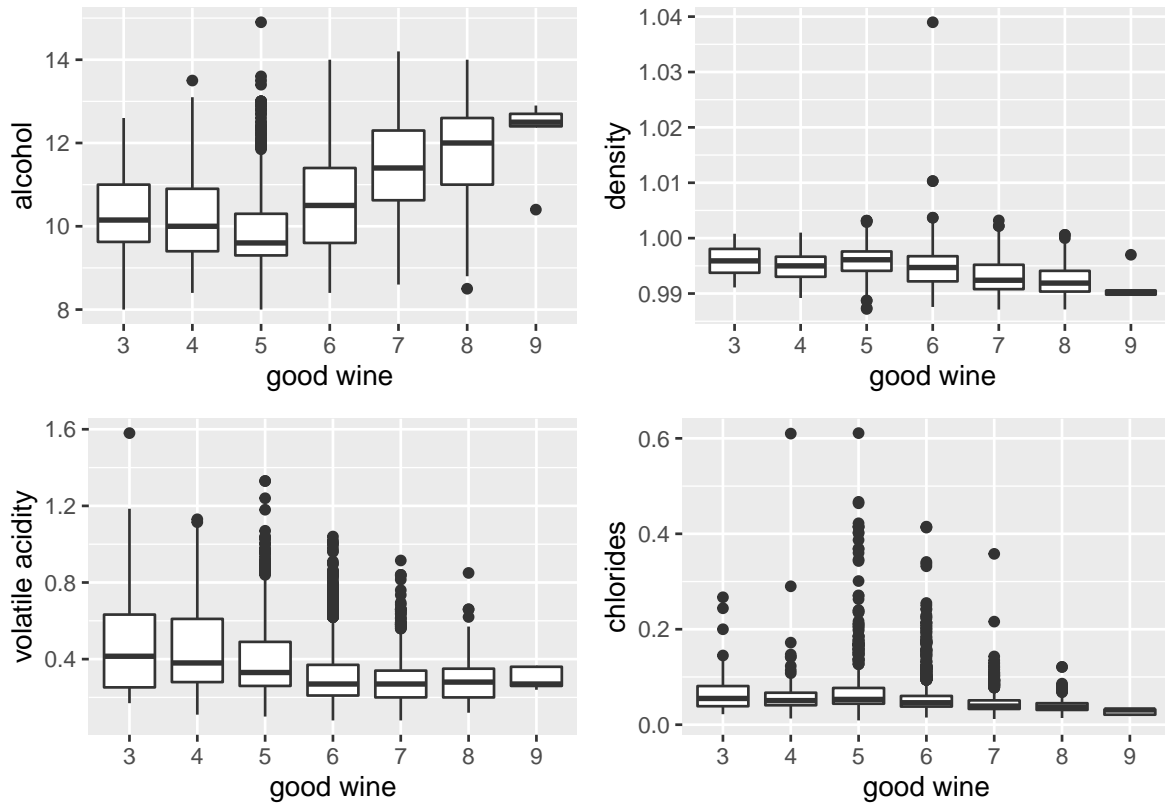 alcohol
14
12
10
8
3 4 5 6 7 8 9
good wine
density
1.04
1.03
1.02
1.01
1.00
0.99
3 4 5 6 7 8 9
good wine
volatile acidity
1.6
1.2
0.8
0.4
3 4 5 6 7 8 9
good wine
chlorides
0.6
0.4
0.2
0.0
3 4 5 6 7 8 9
good wine